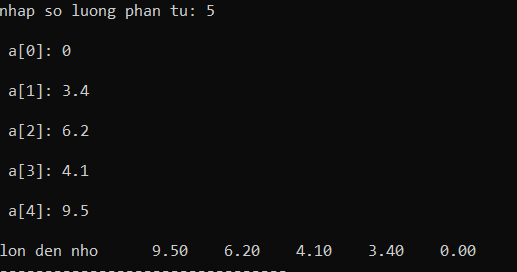 nhap so luong phan tu: 5
a[0]: 0
a[1]: 3.4
a[2]: 6.2
a[3]: 4.1
a[4]: 9.5
lon den nho      9.50    6.20    4.10    3.40    0.00
--------------------------------